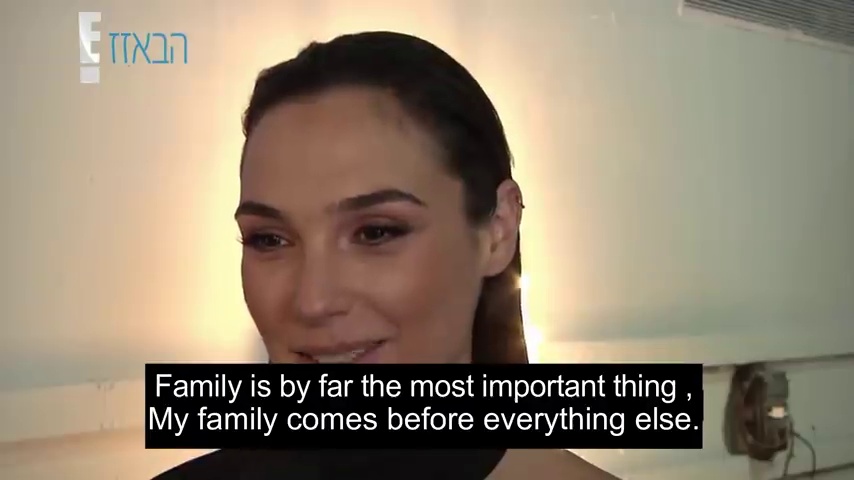 E! הבאזז
Family is by far the most important thing ,
My family comes before everything else.